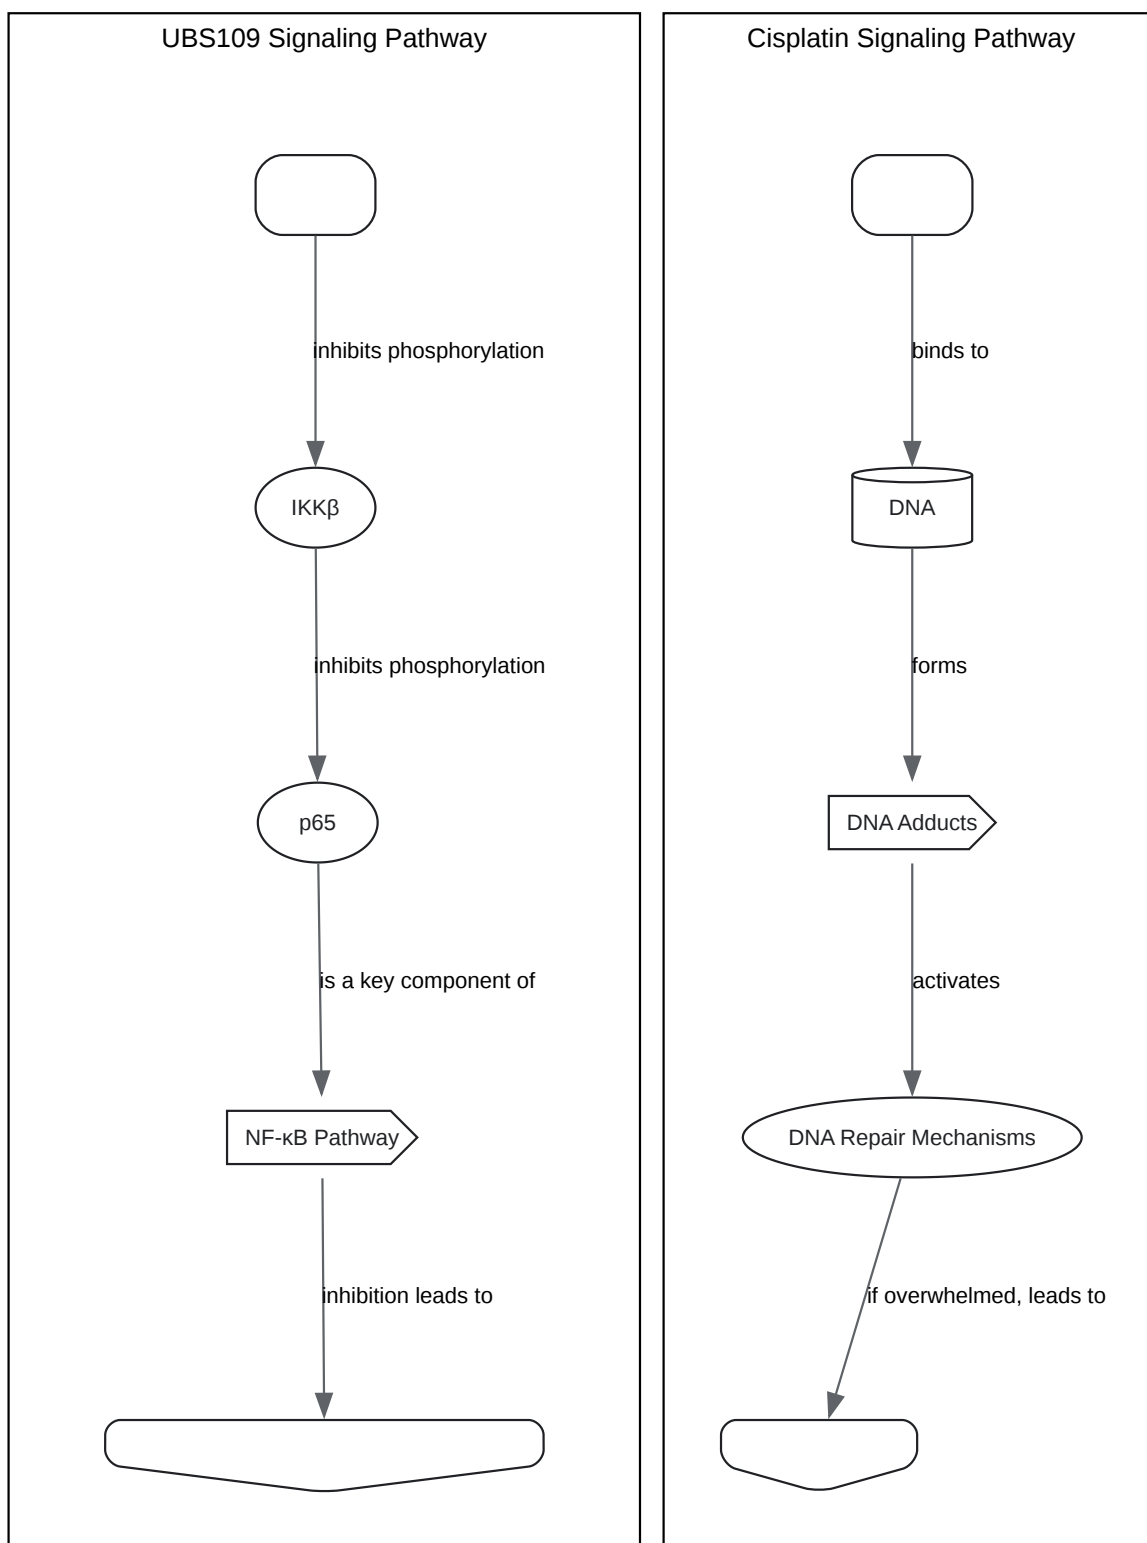 UBS109 Signaling Pathway
inhibits phosphorylation
IKKβ
inhibits phosphorylation
p65
is a key component of
NF-κB Pathway
inhibition leads to
Cisplatin Signaling Pathway
binds to
DNA
forms
DNA Adducts
activates
DNA Repair Mechanisms
if overwhelmed, leads to